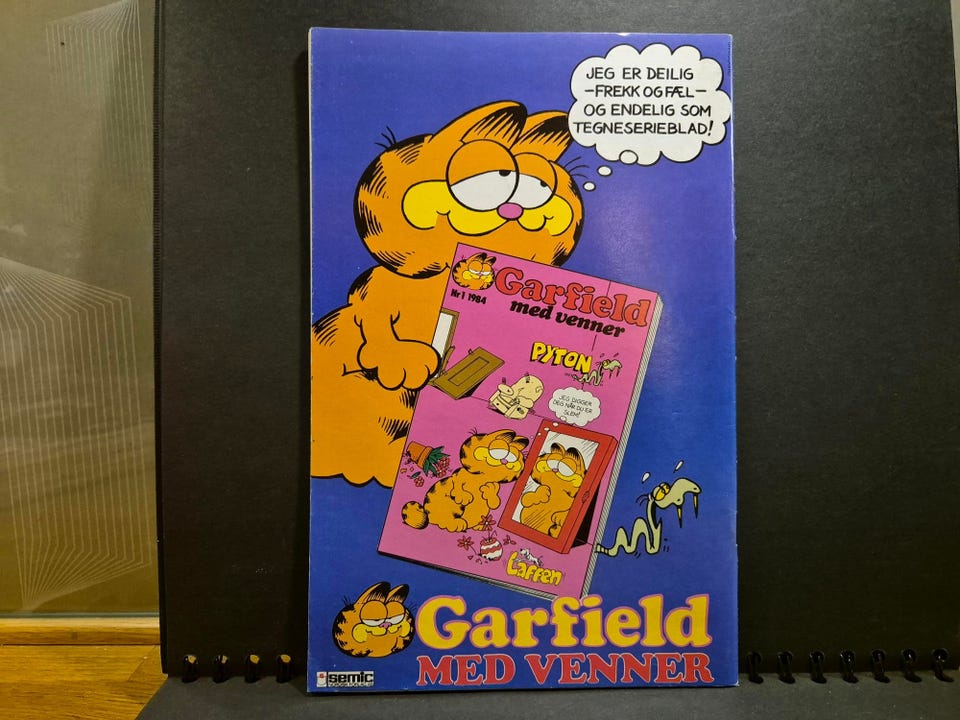 JEG ER DEILIG
-FREKK OG FÆL-
OG ENDELIG SOM
TEGNESERIEBLAD!
Garfield
Nr 1 1984
med venner
PYTON
JEG DIGGER
DEG NÅR DU ER
SLEM!
Laffen
Garfield
MED VENNER
semic